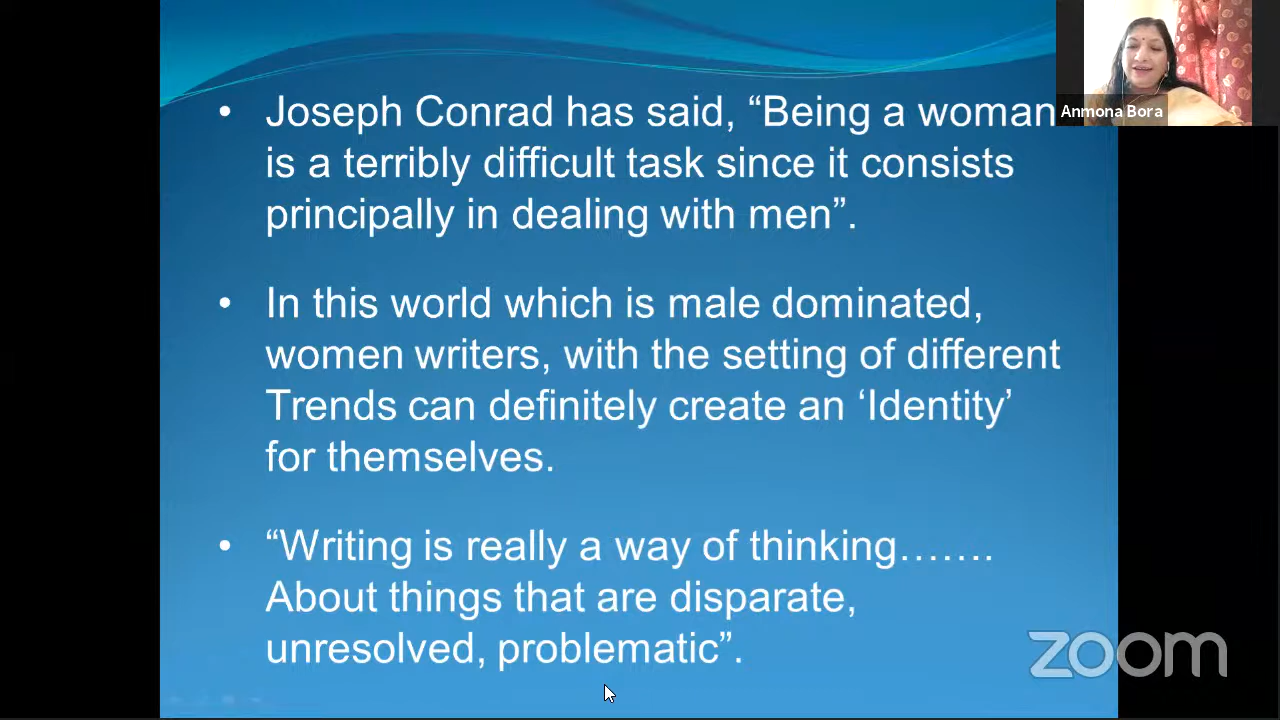 • Joseph Conrad has said, “Being a woman
is a terribly difficult task since it consists
principally in dealing with men”.
• In this world which is male dominated,
women writers, with the setting of different
Trends can definitely create an ‘Identity’
for themselves.
• “Writing is really a way of thinking…….
About things that are disparate,
unresolved, problematic”.
Anmona Bora
zoom